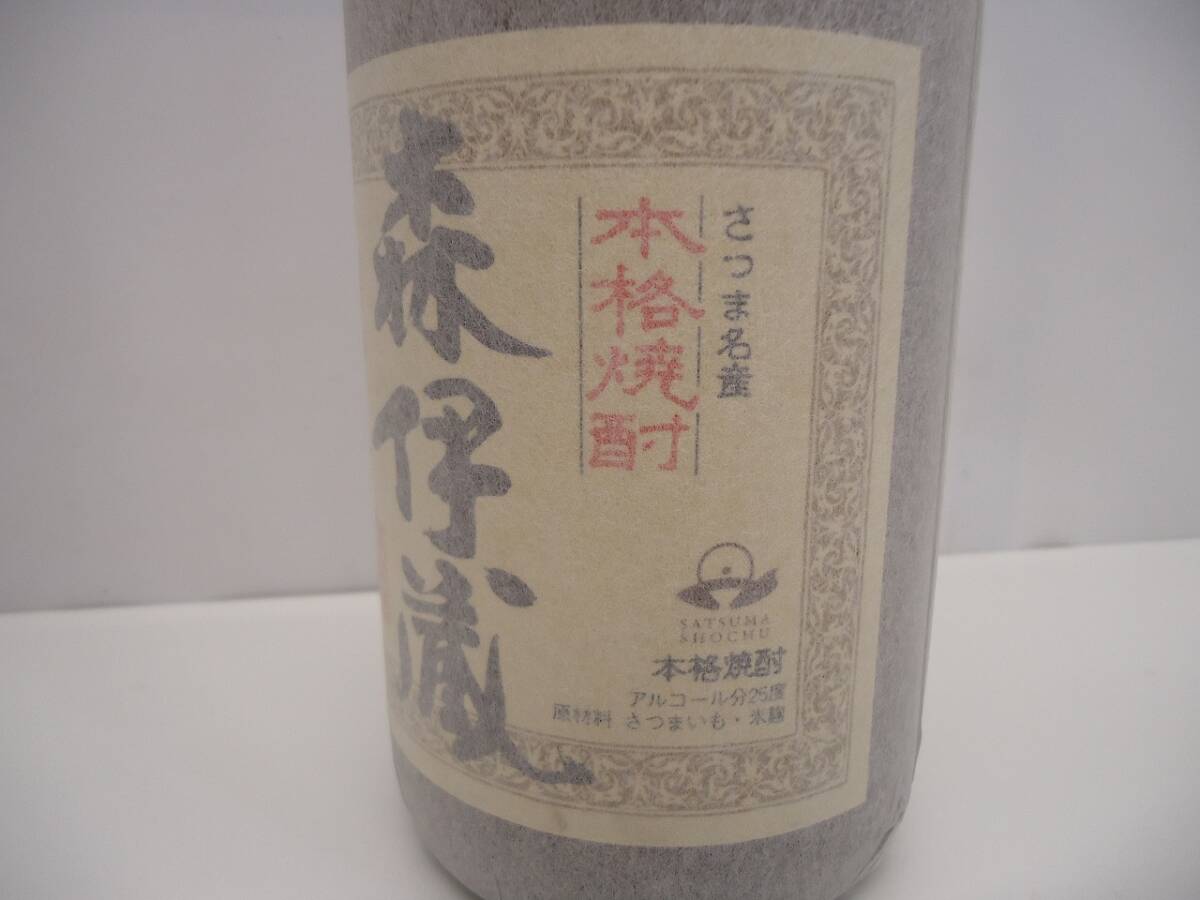 さつま名産
本格焼酎
森伊蔵
SATSUMA
SHOCHU
本格焼酎
アルコール分25度
原材料 さつまいも・米麹